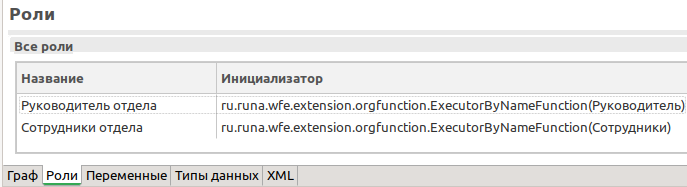 Роли
Все роли
Название Инициализатор
Руководитель отдела ru.runa.wfe.extension.orgfunction.ExecutorByNameFunction(Руководитель)
Сотрудники отдела ru.runa.wfe.extension.orgfunction.ExecutorByNameFunction(Сотрудники)
Граф Роли Переменные Типы данных XML